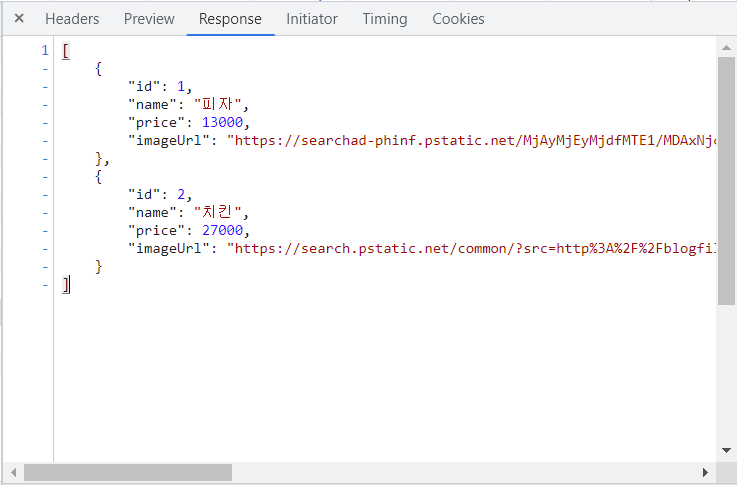 ✕ Headers Preview Response Initiator Timing Cookies
1 [
- {
- "id": 1,
- "name": "피자",
- "price": 13000,
- "imageUrl": "https://searchad-phinf.pstatic.net/MjAyMjEyMjdfMTE1/MDAxNjc
- },
- {
- "id": 2,
- "name": "치킨",
- "price": 27000,
- "imageUrl": "https://search.pstatic.net/common/?src=http%3A%2F%2Fblogfil
- }
- ]